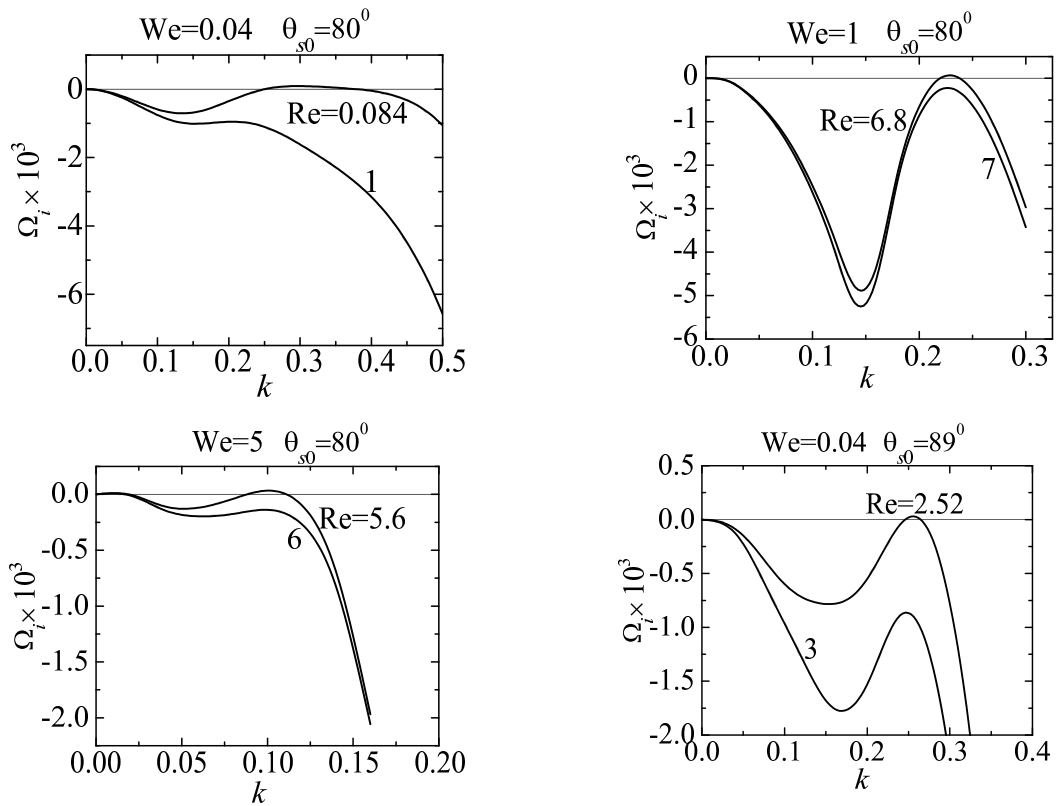 We=0.04 θs0=80⁰
Ωi × 10³
0
-2
-4
-6
Re=0.084
1
0.0 0.1 0.2 0.3 0.4 0.5
k
We=1 θs0=80⁰
Ωi × 10³
0
-1
-2
-3
-4
-5
-6
Re=6.8
7
0.0 0.1 0.2 0.3
k
We=5 θs0=80⁰
Ωi × 10³
0.0
-0.5
-1.0
-1.5
-2.0
Re=5.6
6
0.00 0.05 0.10 0.15 0.20
k
We=0.04 θs0=89⁰
Ωi × 10³
0.5
0.0
-0.5
-1.0
-1.5
-2.0
Re=2.52
3
0.0 0.1 0.2 0.3 0.4
k